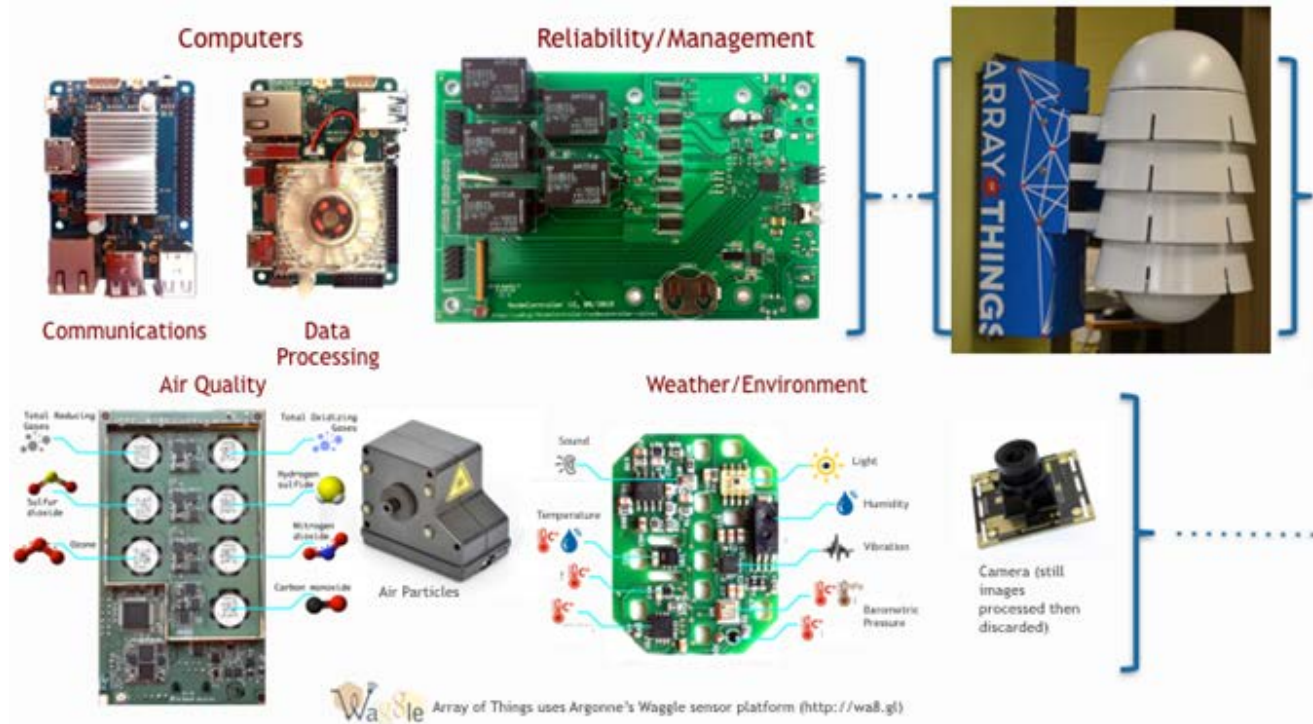 Computers
Reliability/Management
ARRAY OF THINGS
Communications
Data
Processing
Air Quality
Weather/Environment
Total Reducing
Gases
Total Oxidizing
Gases
Sulfur
dioxide
Hydrogen
sulfide
Ozone
Nitrogen
dioxide
Carbon monoxide
Air Particles
Sound
Light
Temperature
Humidity
Vibration
Barometric
Pressure
Camera (still
images
processed then
discarded)
Waggle
Array of Things uses Argonne's Waggle sensor platform (http://wa8.gl)